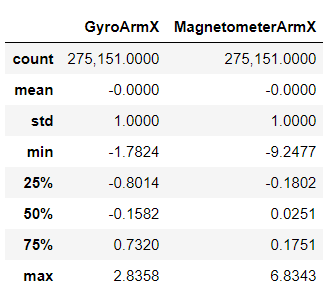 GyroArmX MagnetometerArmX
count 275,151.0000 275,151.0000
mean -0.0000 -0.0000
std 1.0000 1.0000
min -1.7824 -9.2477
25% -0.8014 -0.1802
50% -0.1582 0.0251
75% 0.7320 0.1751
max 2.8358 6.8343